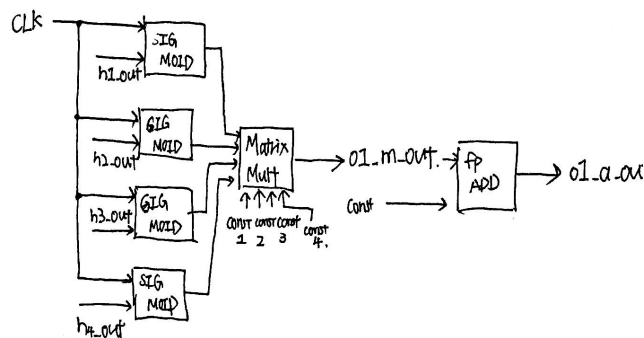 CLK
SIG
MOID
h1_out
GIG
MOID
h2_out
GIG
MOID
h3_out
SIG
MOID
h4_out
Matrix
Mult
const
1
const
2
const
3
const
4.
o1_m_out.
const
fp
ADD
o1_a_ou